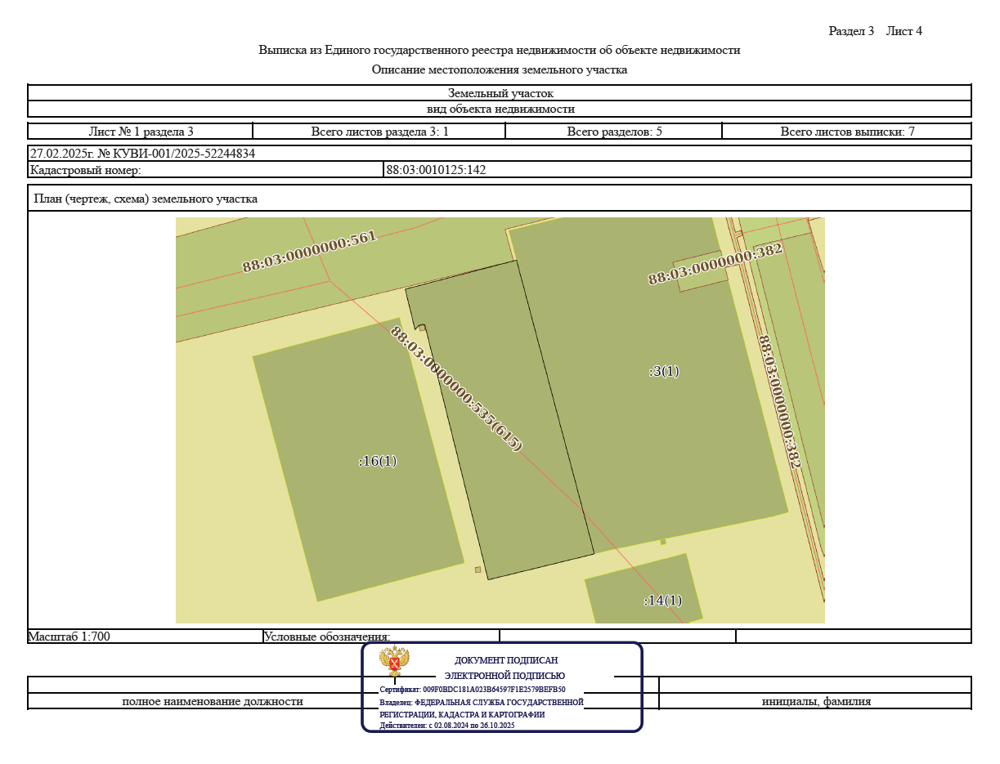 Раздел 3 Лист 4
Выписка из Единого государственного реестра недвижимости об объекте недвижимости
Описание местоположения земельного участка
Земельный участок
вид объекта недвижимости
Лист № 1 раздела 3 Всего листов раздела 3: 1 Всего разделов: 5 Всего листов выписки: 7
27.02.2025г. № КУВИ-001/2025-52244834
Кадастровый номер: 88:03:0010125:142
План (чертеж, схема) земельного участка
88:03:0000000:561
88:03:0000000:382
88:03:0000000:535(615)
88:03:0000000:382
:3(1)
:16(1)
:14(1)
Масштаб 1:700 Условные обозначения:
ДОКУМЕНТ ПОДПИСАН
ЭЛЕКТРОННОЙ ПОДПИСЬЮ
Сертификат: 009F0BDC181A023B64597F1E2579BEFB50
Владелец: ФЕДЕРАЛЬНАЯ СЛУЖБА ГОСУДАРСТВЕННОЙ
РЕГИСТРАЦИИ, КАДАСТРА И КАРТОГРАФИИ
Действителен: с 02.08.2024 по 26.10.2025
полное наименование должности инициалы, фамилия